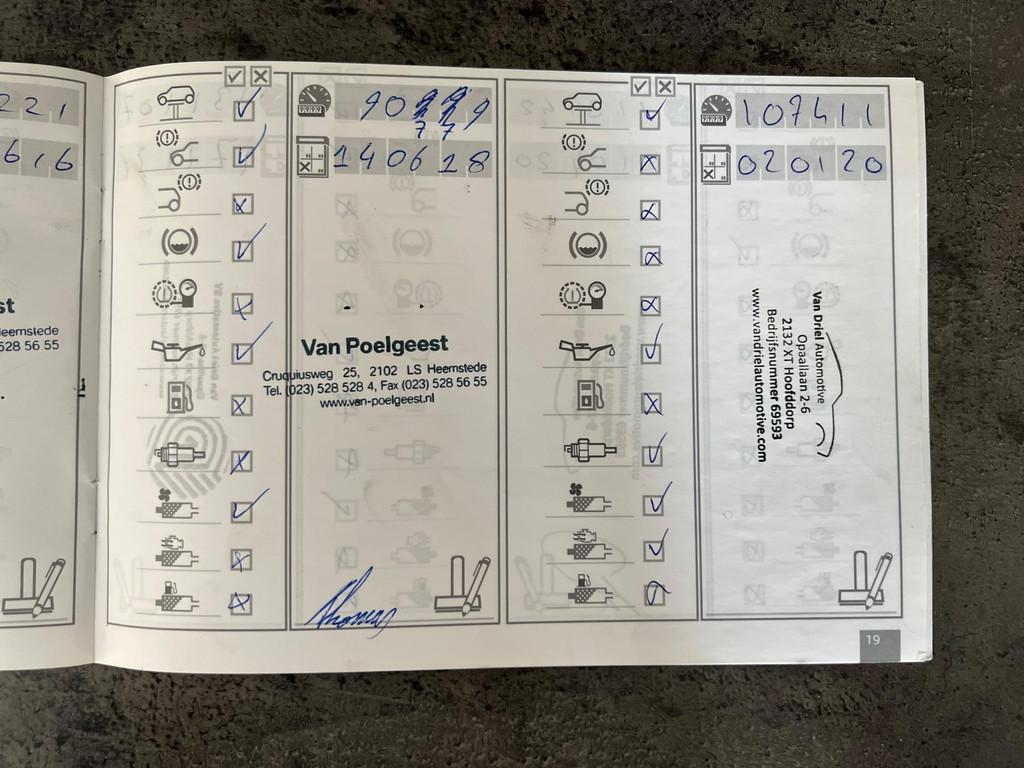 221
616
st
Heemstede
528 56 55
90779
140618
Van Poelgeest
Cruquiusweg 25, 2102 LS Heemstede
Tel. (023) 528 528 4, Fax (023) 528 56 55
www.van-poelgeest.nl
107411
020120
Van Driel Automotive
Opaallaan 2-6
2132 XT Hoofddorp
Bedrijfsnummer 69593
www.vandrielautomotive.com
19